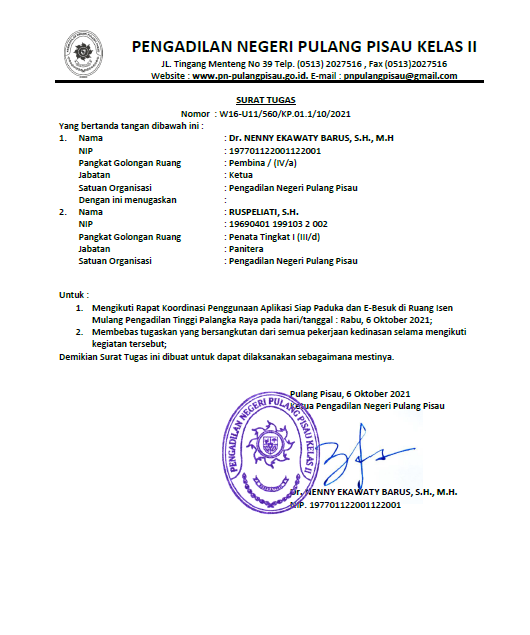 PENGADILAN NEGERI PULANG PISAU KELAS II
JL. Tingang Menteng No 39 Telp. (0513) 2027516 , Fax (0513)2027516
Website : www.pn-pulangpisau.go.id. E-mail : pnpulangpisau@gmail.com
SURAT TUGAS
Nomor : W16-U11/560/KP.01.1/10/2021
Yang bertanda tangan dibawah ini :
1. Nama : Dr. NENNY EKAWATY BARUS, S.H., M.H
NIP : 197701122001122001
Pangkat Golongan Ruang : Pembina / (IV/a)
Jabatan : Ketua
Satuan Organisasi : Pengadilan Negeri Pulang Pisau
Dengan ini menugaskan :
2. Nama : RUSPELIATI, S.H.
NIP : 19690401 199103 2 002
Pangkat Golongan Ruang : Penata Tingkat I (III/d)
Jabatan : Panitera
Satuan Organisasi : Pengadilan Negeri Pulang Pisau
Untuk :
1. Mengikuti Rapat Koordinasi Penggunaan Aplikasi Siap Paduka dan E-Besuk di Ruang Isen
Mulang Pengadilan Tinggi Palangka Raya pada hari/tanggal : Rabu, 6 Oktober 2021;
2. Membebas tugaskan yang bersangkutan dari semua pekerjaan kedinasan selama mengikuti
kegiatan tersebut;
Demikian Surat Tugas ini dibuat untuk dapat dilaksanakan sebagaimana mestinya.
Pulang Pisau, 6 Oktober 2021
Ketua Pengadilan Negeri Pulang Pisau
PENGADILAN NEGERI PULANG PISAU KELAS II
Dr. NENNY EKAWATY BARUS, S.H., M.H.
NIP. 197701122001122001